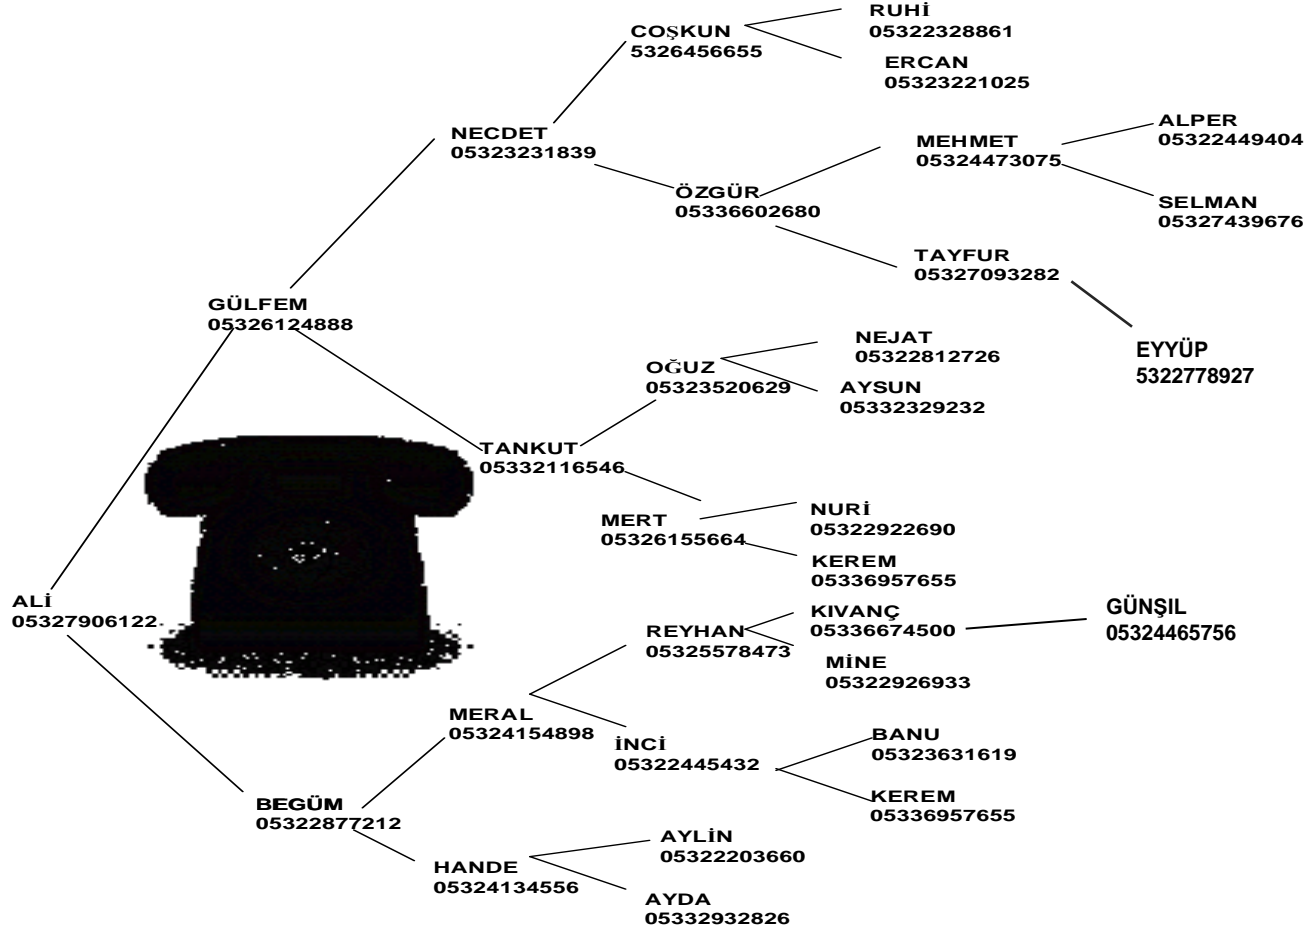 RUHİ
05322328861
COŞKUN
5326456655
ERCAN
05323221025
ALPER
05322449404
NECDET
05323231839
MEHMET
05324473075
ÖZGÜR
05336602680
SELMAN
05327439676
TAYFUR
05327093282
GÜLFEM
05326124888
NEJAT
05322812726
EYYÜP
5322778927
OĞUZ
05323520629
AYSUN
05332329232
TANKUT
05332116546
NURİ
05322922690
MERT
05326155664
KEREM
05336957655
ALİ
05327906122
KIVANÇ
05336674500
GÜNŞIL
05324465756
REYHAN
05325578473
MİNE
05322926933
MERAL
05324154898
İNCİ
05322445432
BANU
05323631619
BEGÜM
05322877212
KEREM
05336957655
AYLİN
05322203660
HANDE
05324134556
AYDA
05332932826